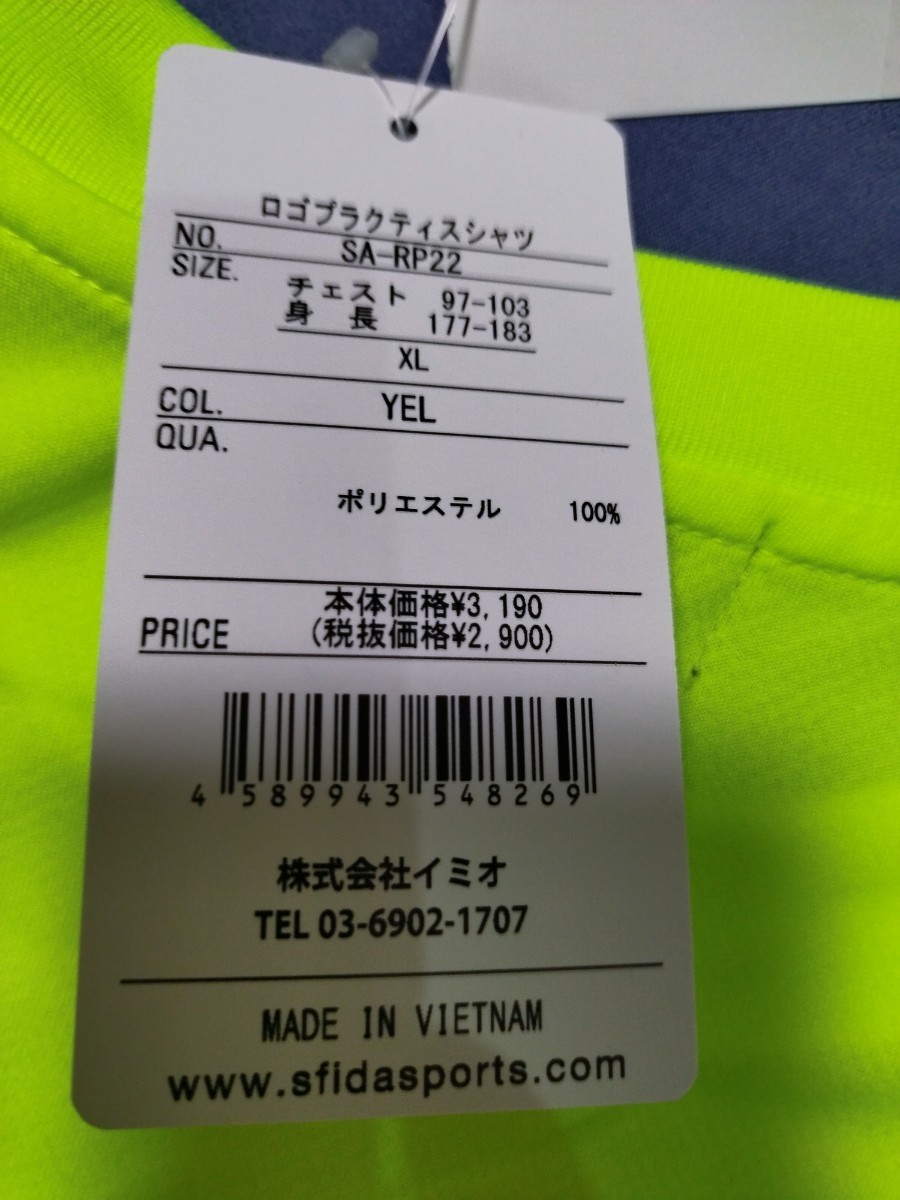 ロゴプラクティスシャツ
NO. SA-RP22
SIZE.
チェスト 97-103
身長 177-183
XL
COL. YEL
QUA.
ポリエステル 100%
本体価格¥3,190
PRICE (税抜価格¥2,900)
4 589943 548269
株式会社イミオ
TEL 03-6902-1707
MADE IN VIETNAM
www.sfidasports.com